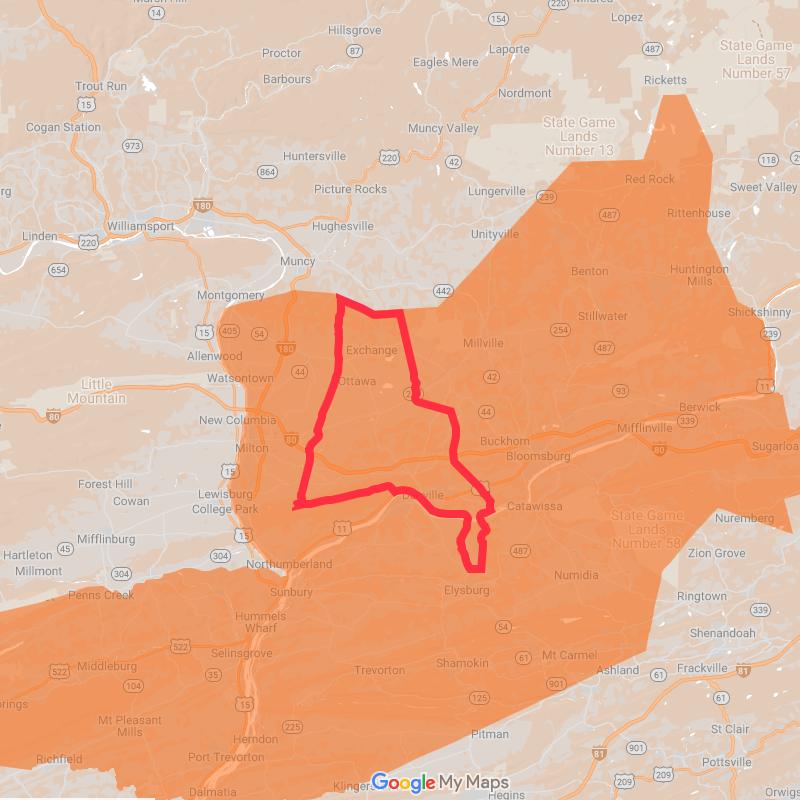 Lopez
154
220
14
Hillsgrove
87
Laporte
487
State Game
Lands
Number 57
Proctor
Eagles Mere
Barbours
Ricketts
Trout Run
15
Nordmont
Cogan Station
973
Muncy Valley
State Game
Lands
Number 13
Huntersville
220
42
118
864
Picture Rocks
Lungerville
239
Red Rock
Sweet Valley
180
Rittenhouse
Williamsport
Hughesville
487
Linden
220
Unityville
Muncy
654
Benton
Huntington
Mills
442
Montgomery
Stillwater
Shickshinny
15
405
54
254
239
180
Exchange
Millville
487
Allenwood
44
Watsontown
Ottawa
42
Little
Mountain
93
11
80
New Columbia
44
Berwick
339
80
Buckhorn
Mifflinville
Milton
Bloomsburg
80
Sugarloa
15
Forest Hill
Lewisburg
Cowan
College Park
Catawissa
State Game
Lands
Number 58
Nuremberg
11
Mifflinburg
15
45
Hartleton
304
487
Zion Grove
Millmont
304
Northumberland
Numidia
Penns Creek
Sunbury
Elysburg
Ringtown
339
Hummels
Wharf
54
Shenandoah
522
Selinsgrove
61
Mt Carmel
Middleburg
522
Trevorton
Shamokin
Ashland
61
Frackville
81
35
104
901
125
61
15
Mt Pleasant
Mills
225
St Clair
Pitman
Herndon
901
81
Richfield
Port Trevorton
Pottsville
209
209
Dalmatia
Google My Maps
Hegins